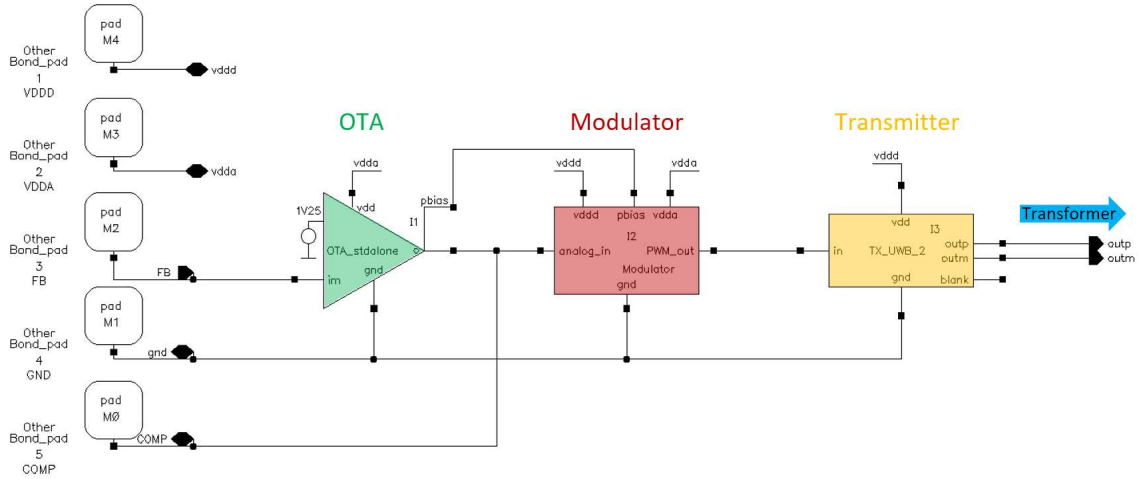 pad
M4
Other
Bond_pad
1
VDDD
vddd
pad
M3
Other
Bond_pad
2
VDDA
vdda
pad
M2
Other
Bond_pad
3
FB
FB
pad
M1
Other
Bond_pad
4
GND
gnd
pad
MØ
Other
Bond_pad
5
COMP
COMP
OTA
vdda
pbias
1V25
vdd
I1
OTA_stdalone
o
gnd
im
Modulator
vddd
vdda
vddd pbias vdda
I2
analog_in PWM_out
Modulator
gnd
Transmitter
vddd
vdd
I3
in TX_UWB_2
outp
outm
gnd
blank
Transformer
outp
outm